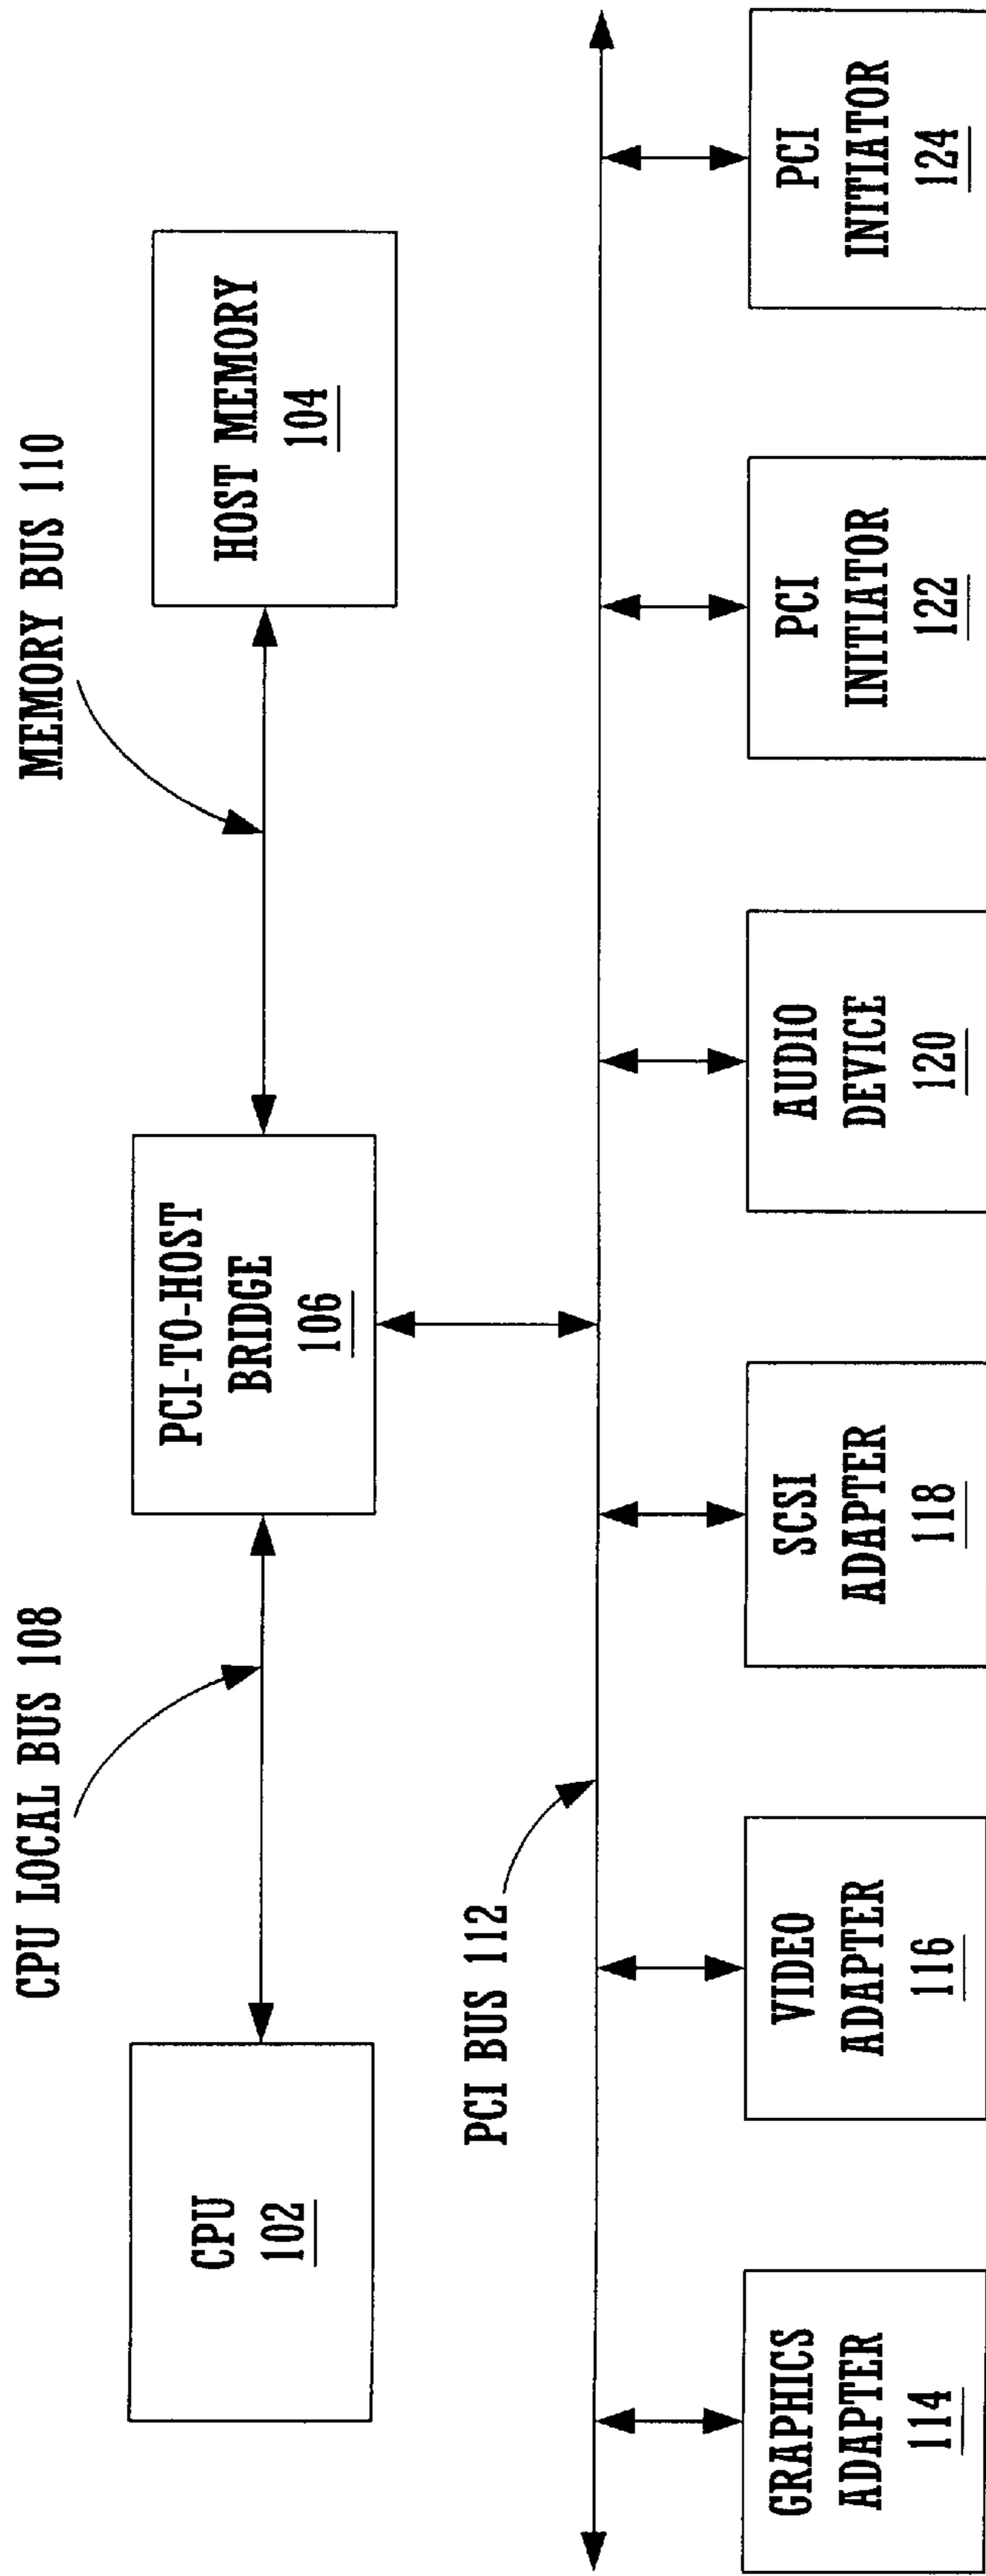 CPU LOCAL BUS 108
MEMORY BUS 110
CPU
102
PCI-TO-HOST
BRIDGE
106
HOST MEMORY
104
PCI BUS 112
GRAPHICS
ADAPTER
114
VIDEO
ADAPTER
116
SCSI
ADAPTER
118
AUDIO
DEVICE
120
PCI
INITIATOR
122
PCI
INITIATOR
124